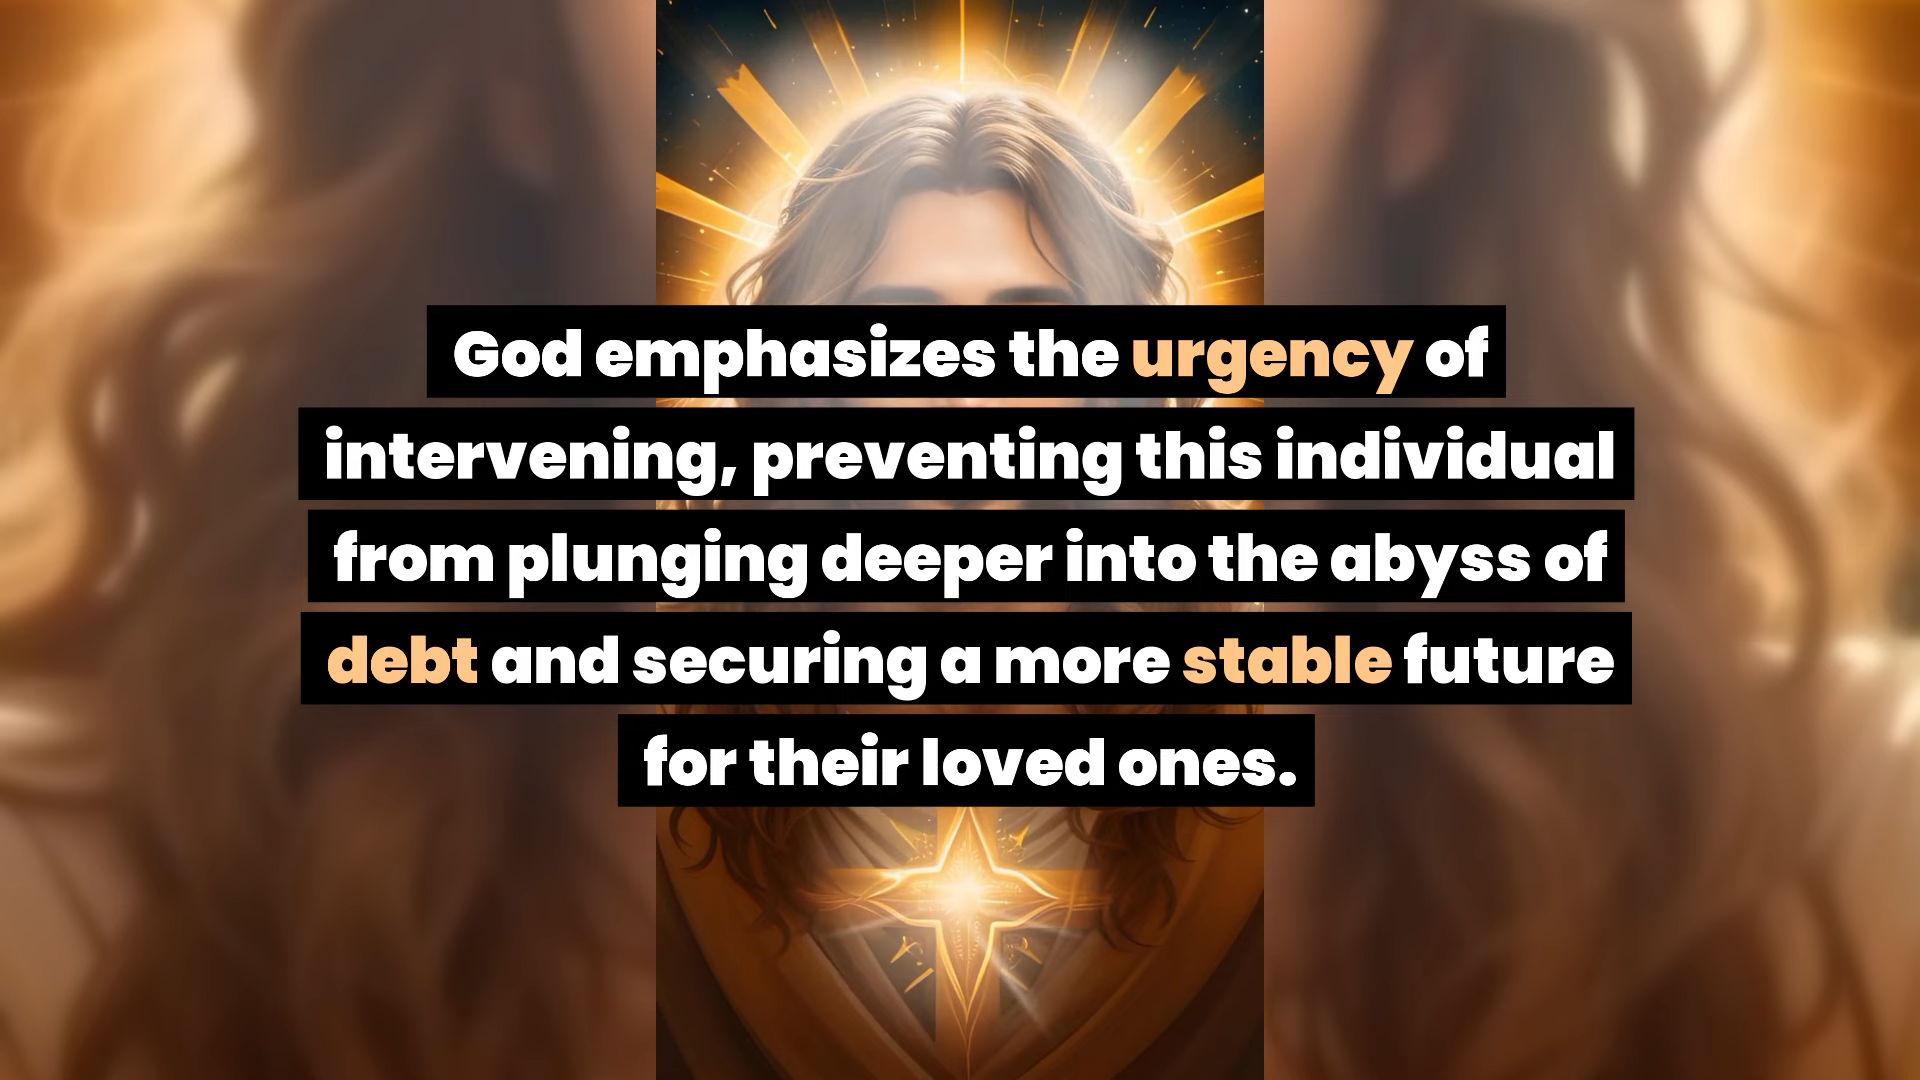 God emphasizes the urgency of
intervening, preventing this individual
from plunging deeper into the abyss of
debt and securing a more stable future
for their loved ones.